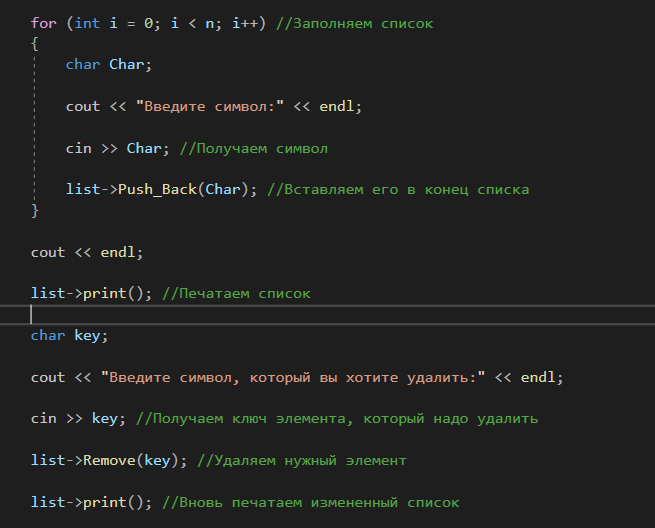 for (int i = 0; i < n; i++) //Заполняем список
{
char Char;
cout << "Введите символ:" << endl;
cin >> Char; //Получаем символ
list->Push_Back(Char); //Вставляем его в конец списка
}
cout << endl;
list->print(); //Печатаем список
char key;
cout << "Введите символ, который вы хотите удалить:" << endl;
cin >> key; //Получаем ключ элемента, который надо удалить
list->Remove(key); //Удаляем нужный элемент
list->print(); //Вновь печатаем измененный список